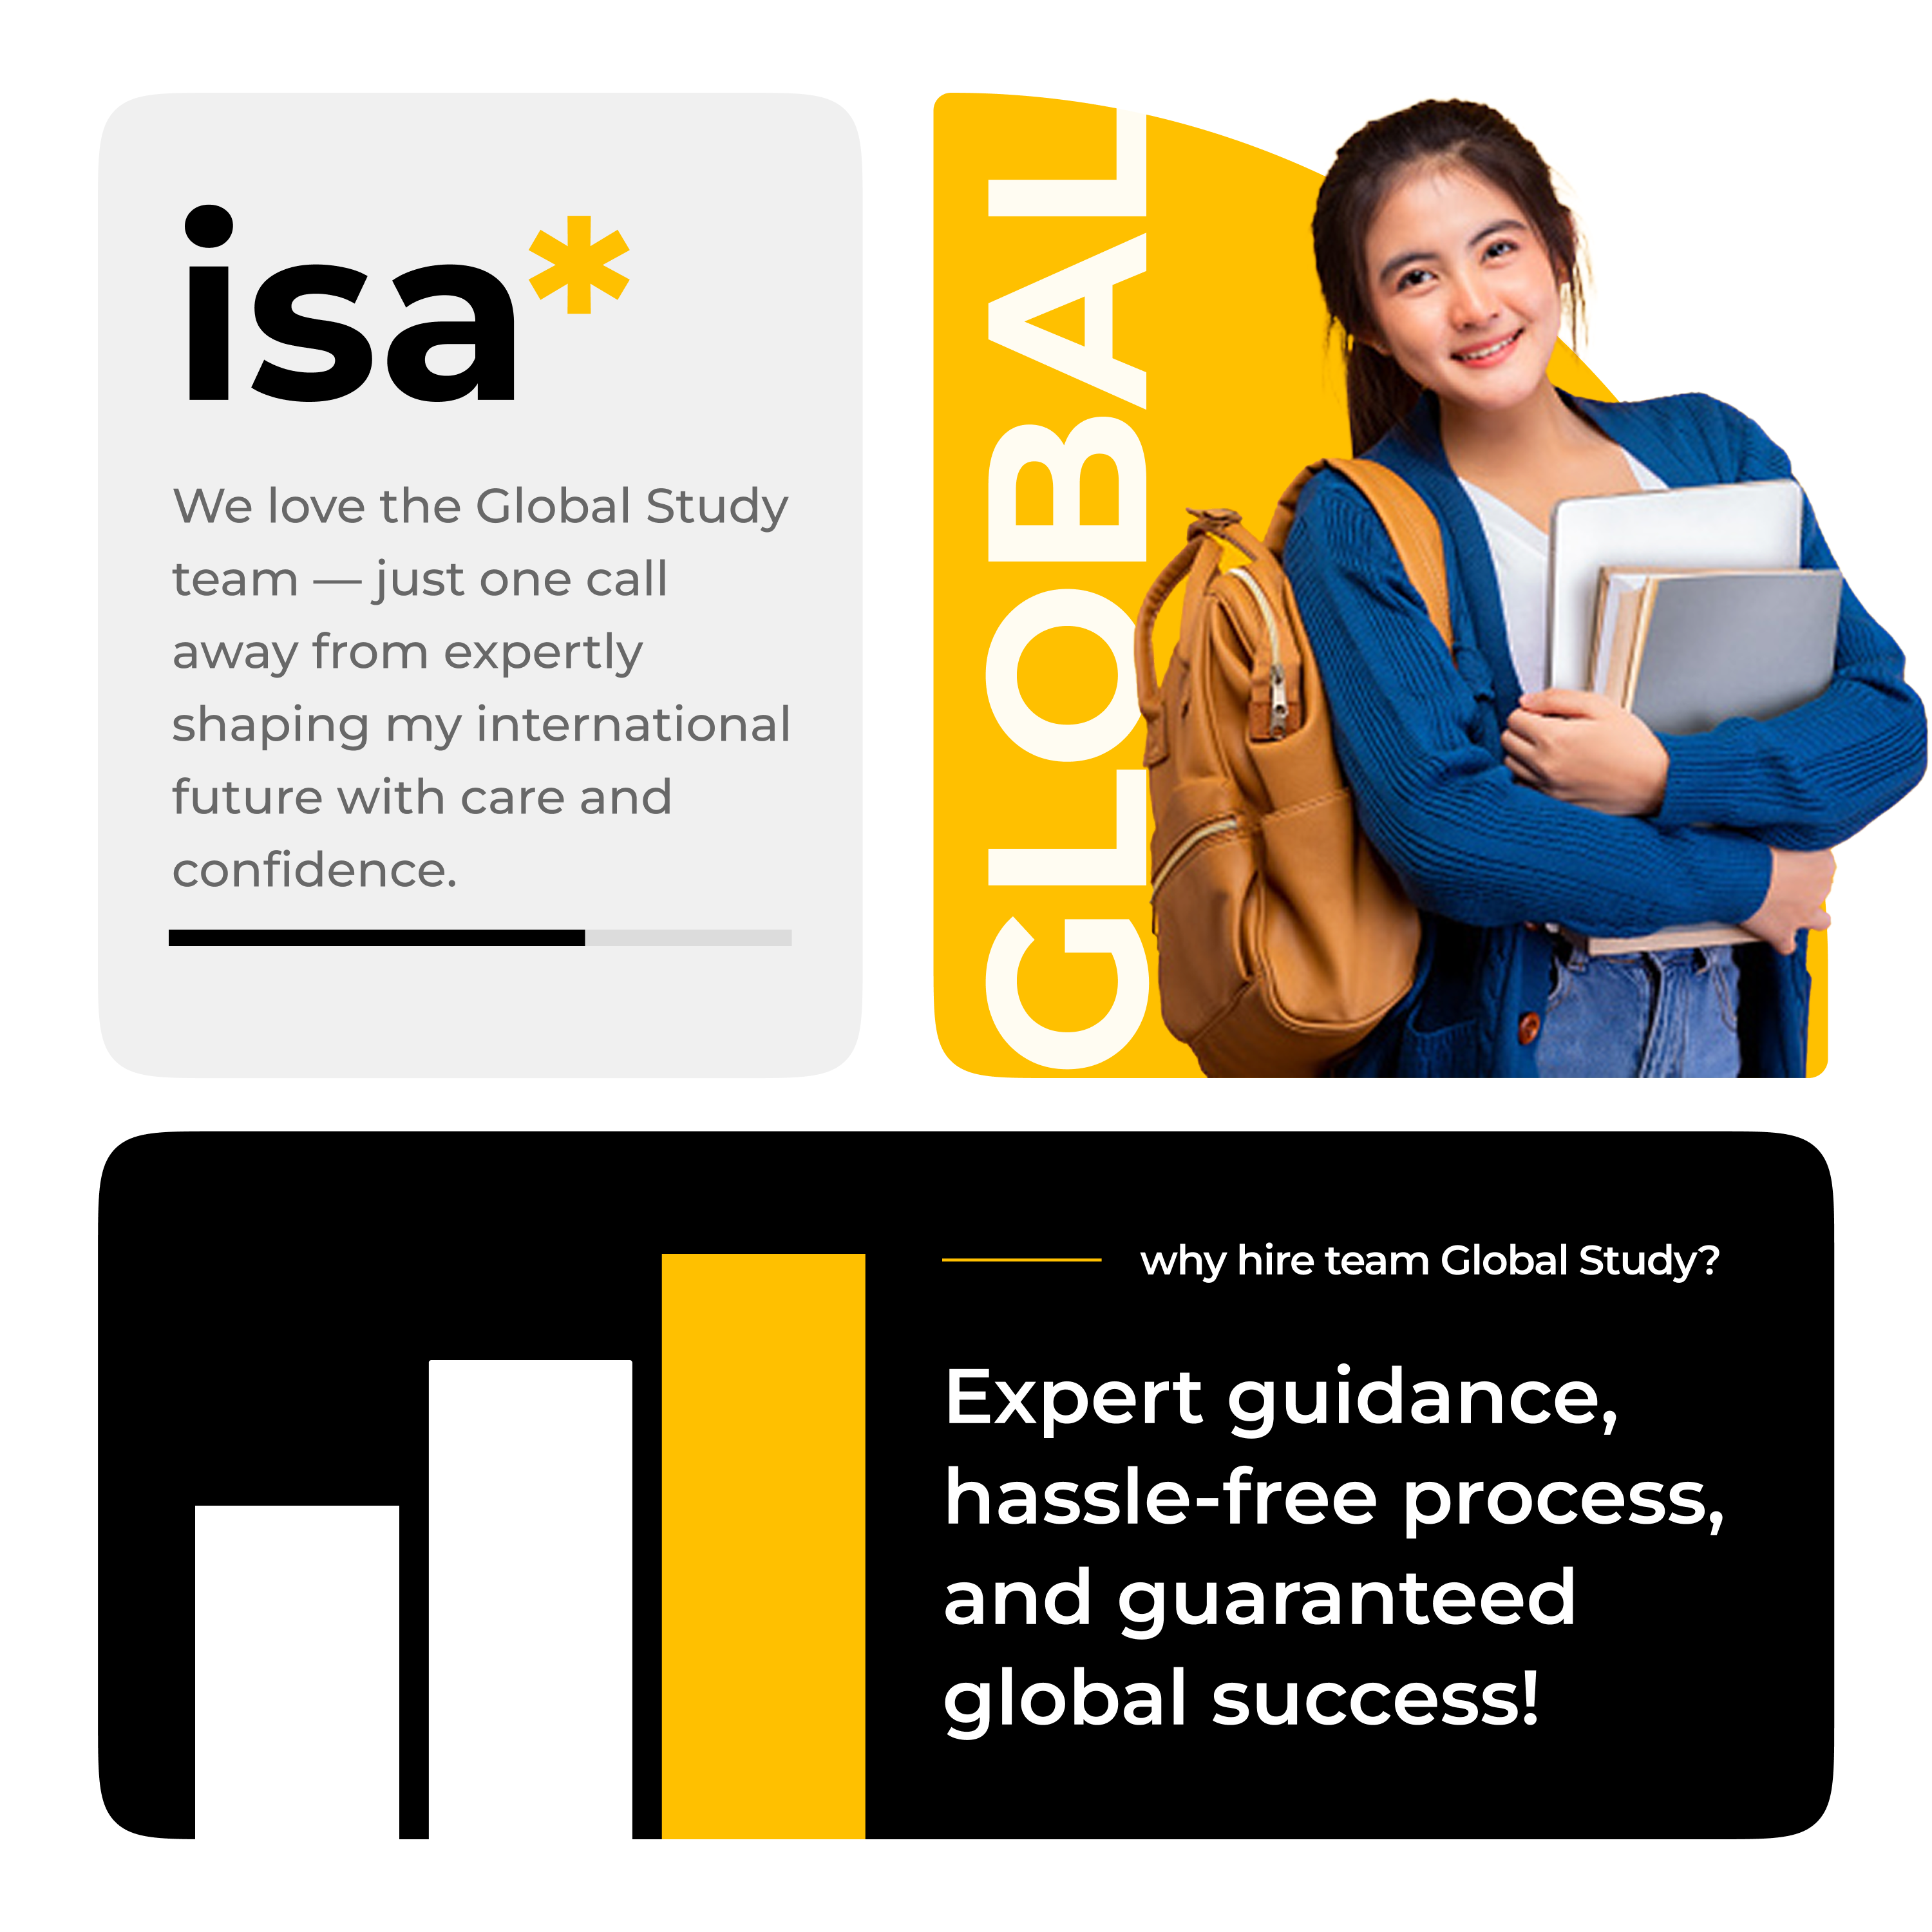 isa*
We love the Global Study
team — just one call
away from expertly
shaping my international
future with care and
confidence.
GLOBAL
why hire team Global Study?
Expert guidance,
hassle-free process,
and guaranteed
global success!